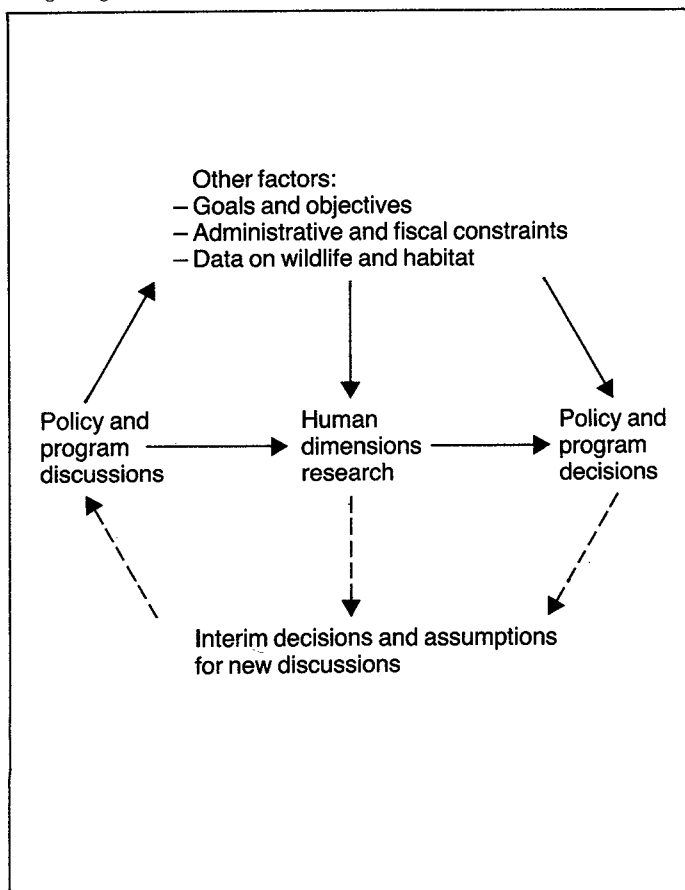 Other factors:
– Goals and objectives
– Administrative and fiscal constraints
– Data on wildlife and habitat
Policy and
program
discussions
Human
dimensions
research
Policy and
program
decisions
Interim decisions and assumptions
for new discussions